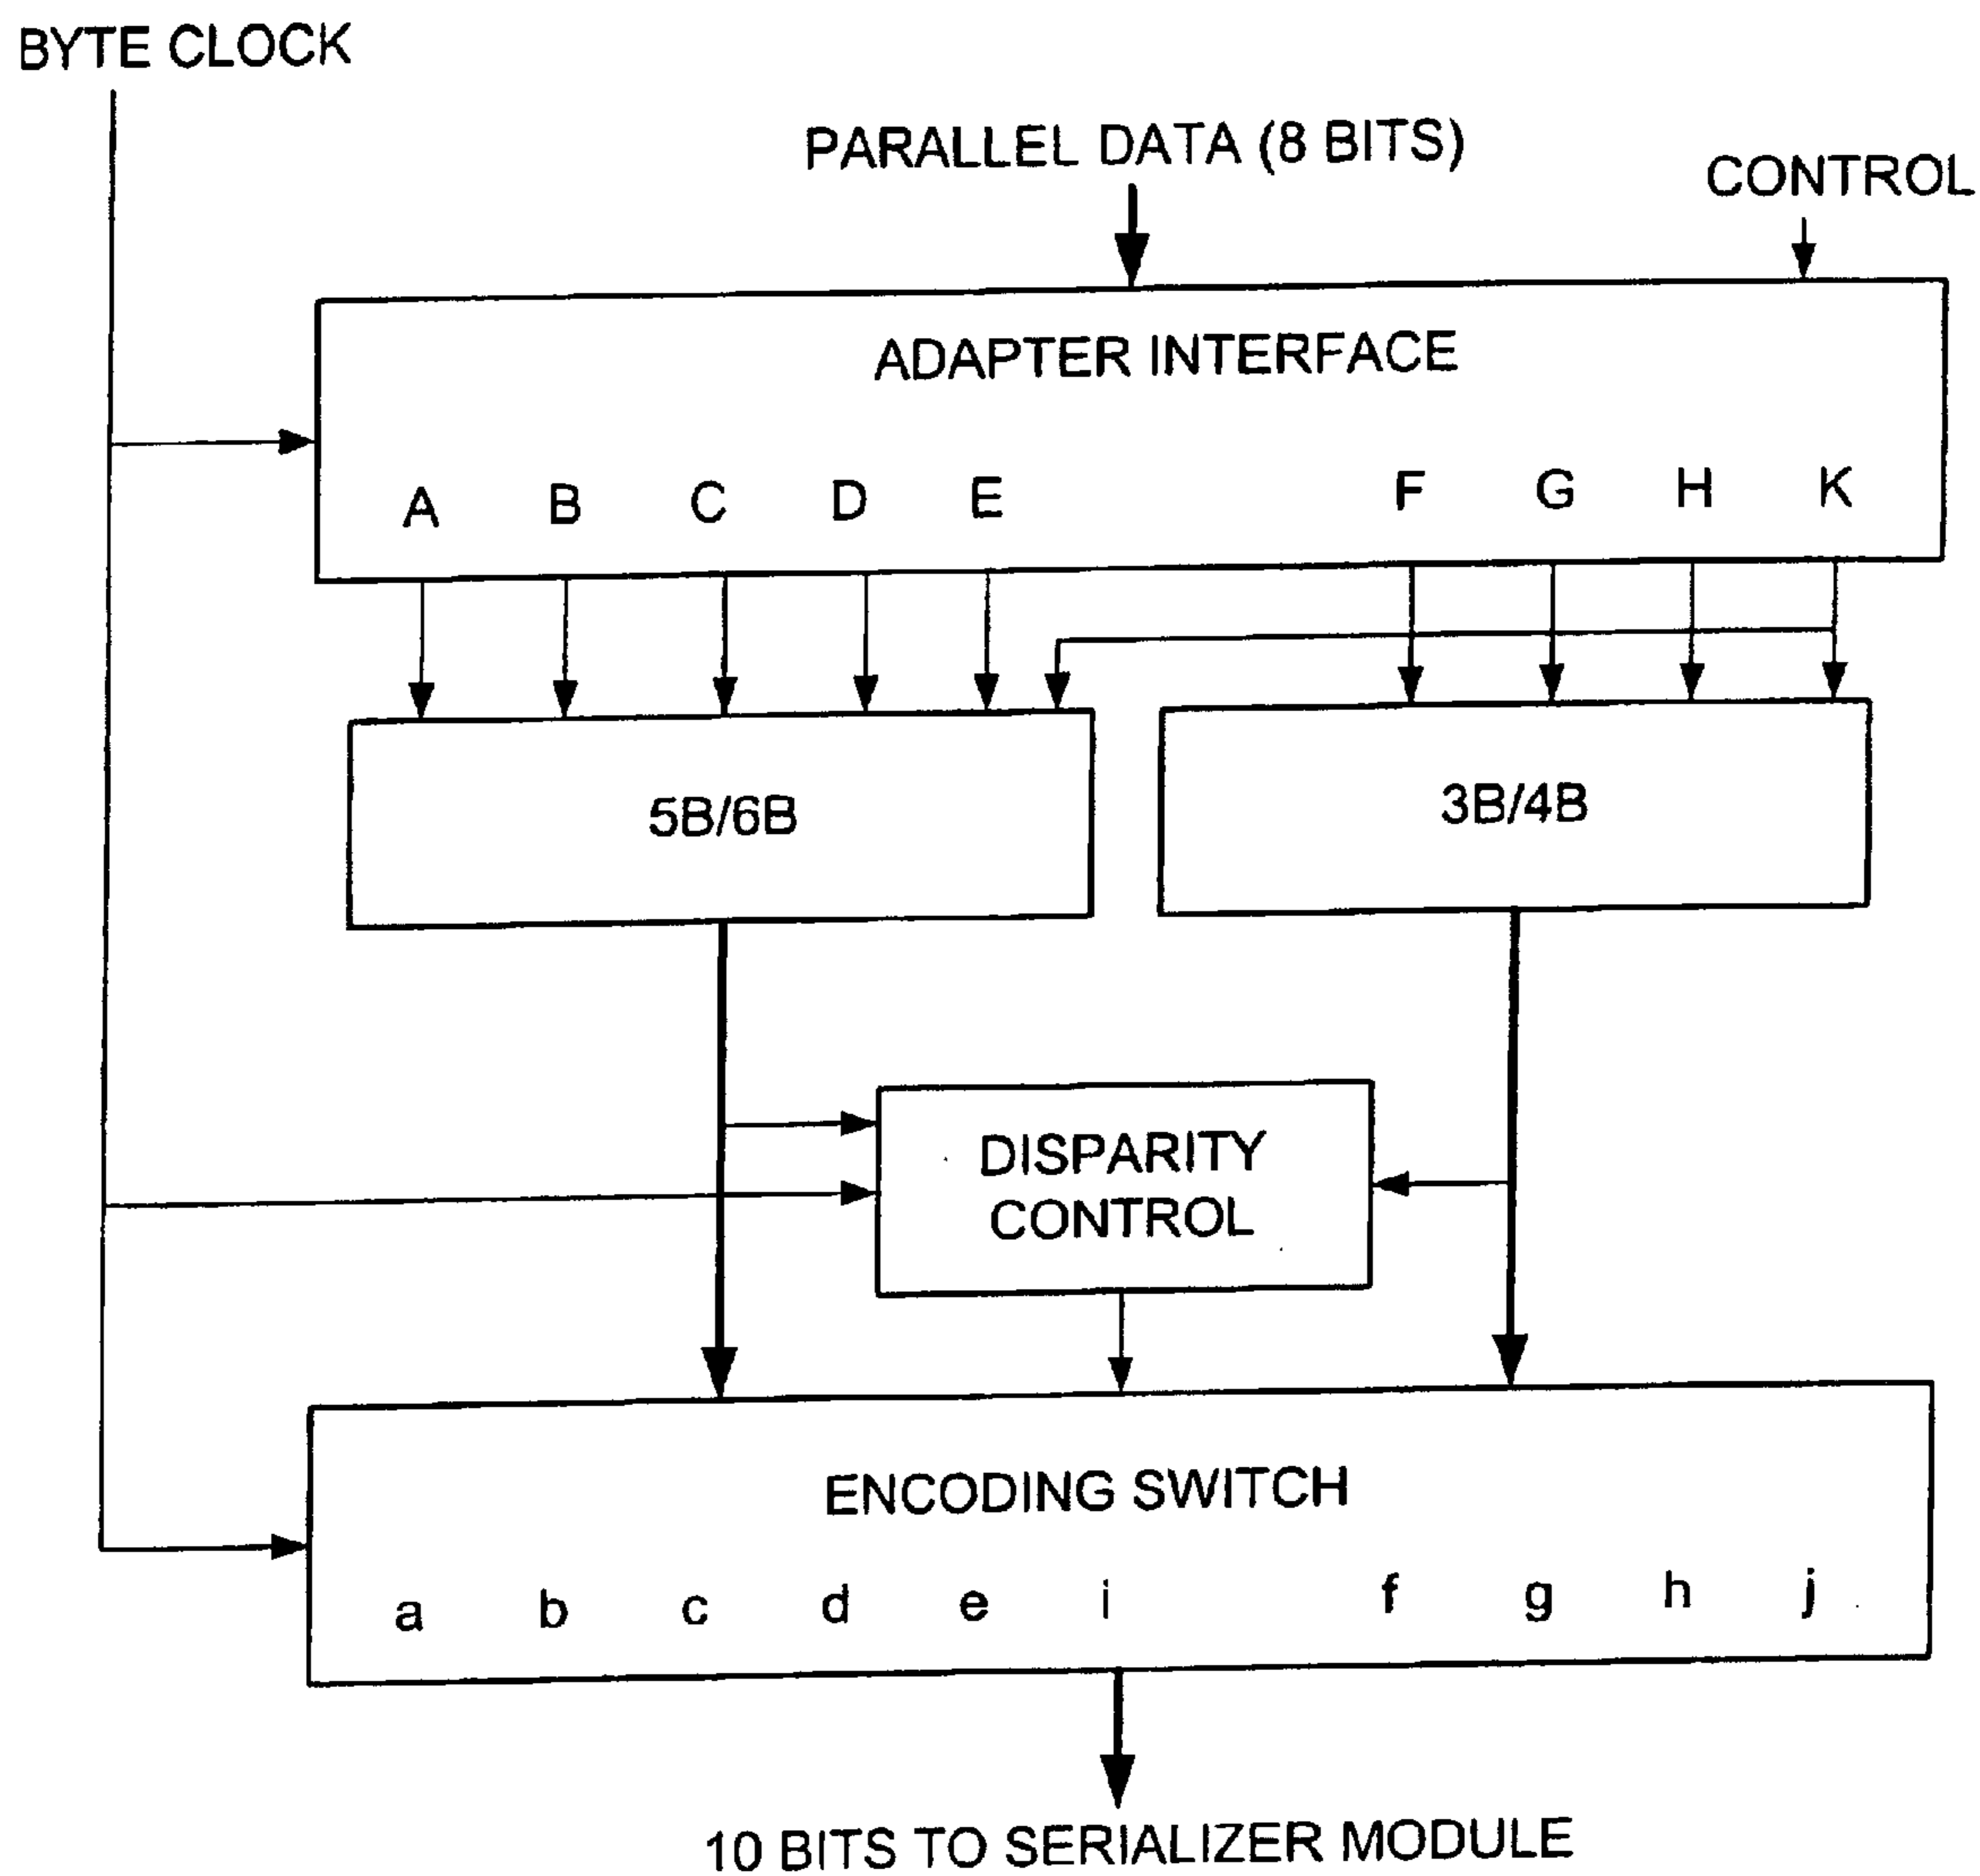 BYTE CLOCK
PARALLEL DATA (8 BITS)
CONTROL
ADAPTER INTERFACE
A B C D E F G H K
5B/6B
3B/4B
DISPARITY
CONTROL
ENCODING SWITCH
a b c d e i f g h j
10 BITS TO SERIALIZER MODULE